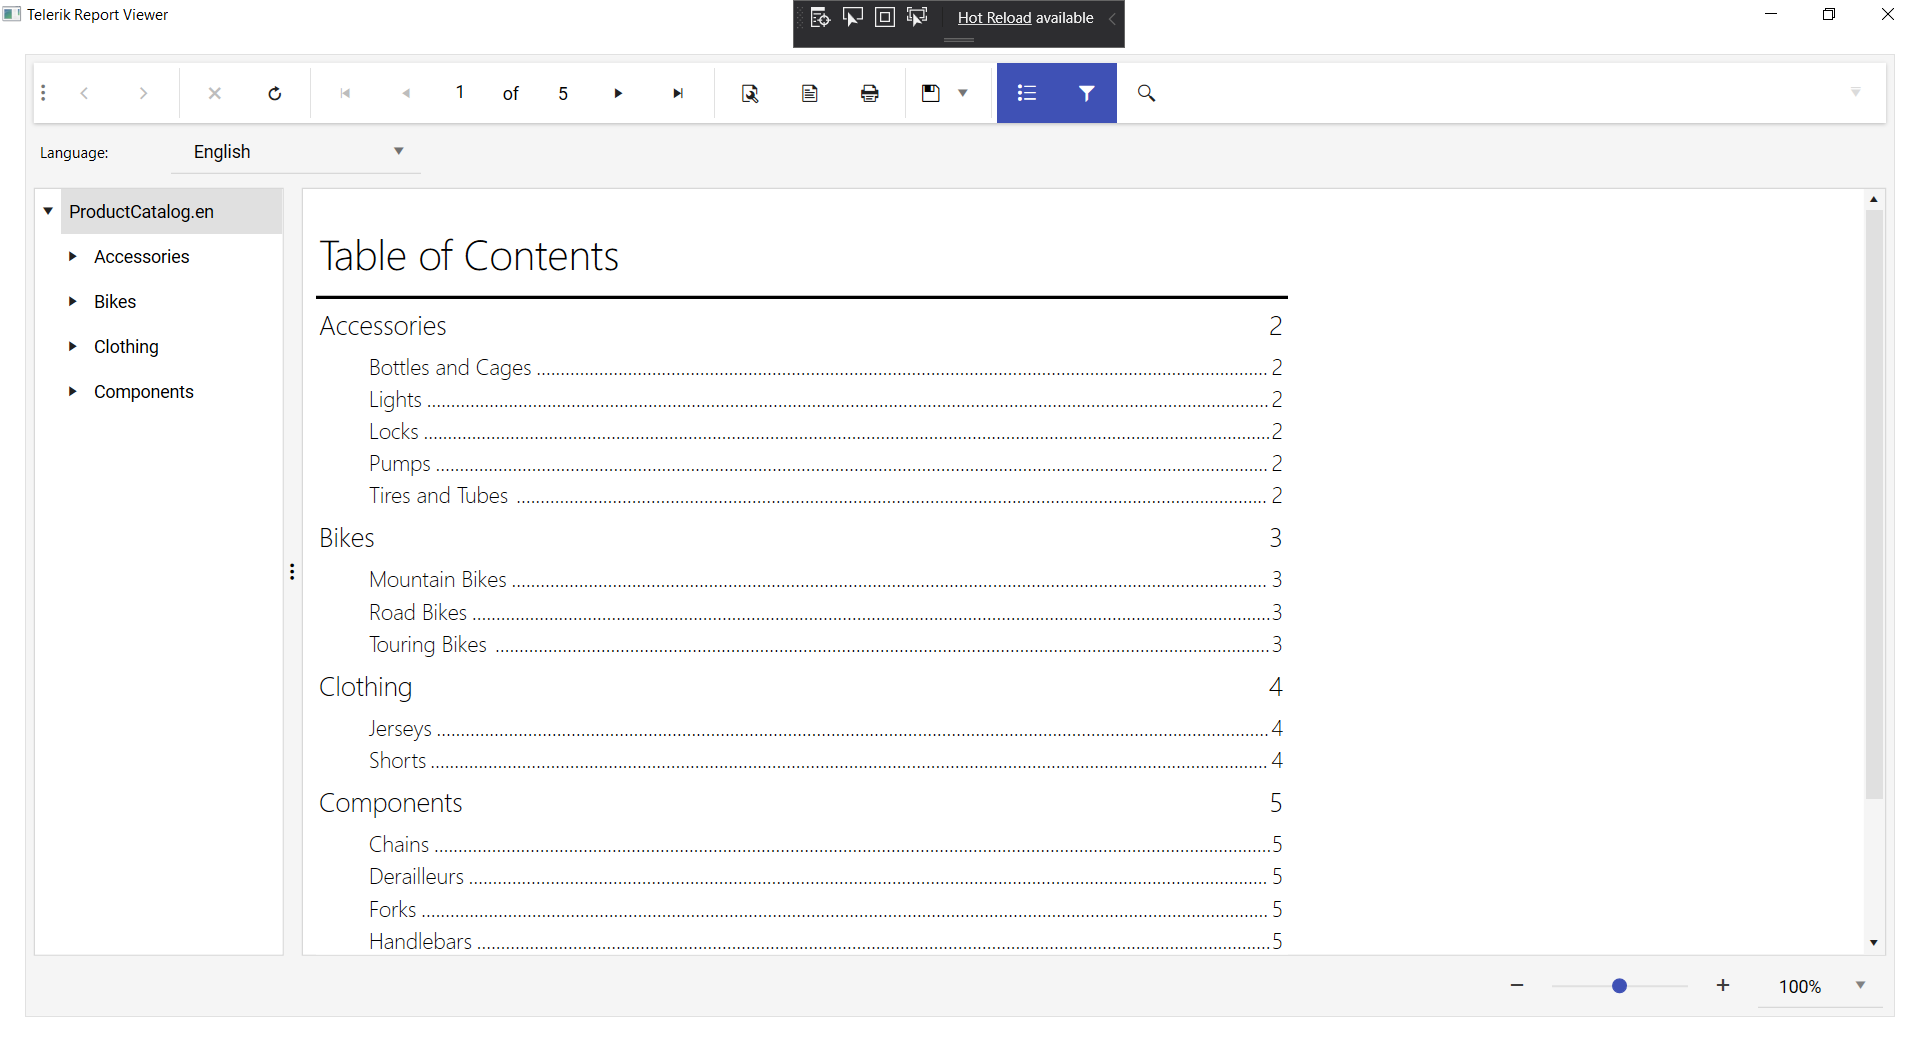 Telerik Report Viewer
Hot Reload available
1 of 5
Language: English
ProductCatalog.en
Accessories
Bikes
Clothing
Components
Table of Contents
Accessories 2
Bottles and Cages 2
Lights 2
Locks 2
Pumps 2
Tires and Tubes 2
Bikes 3
Mountain Bikes 3
Road Bikes 3
Touring Bikes 3
Clothing 4
Jerseys 4
Shorts 4
Components 5
Chains 5
Derailleurs 5
Forks 5
Handlebars 5
100%